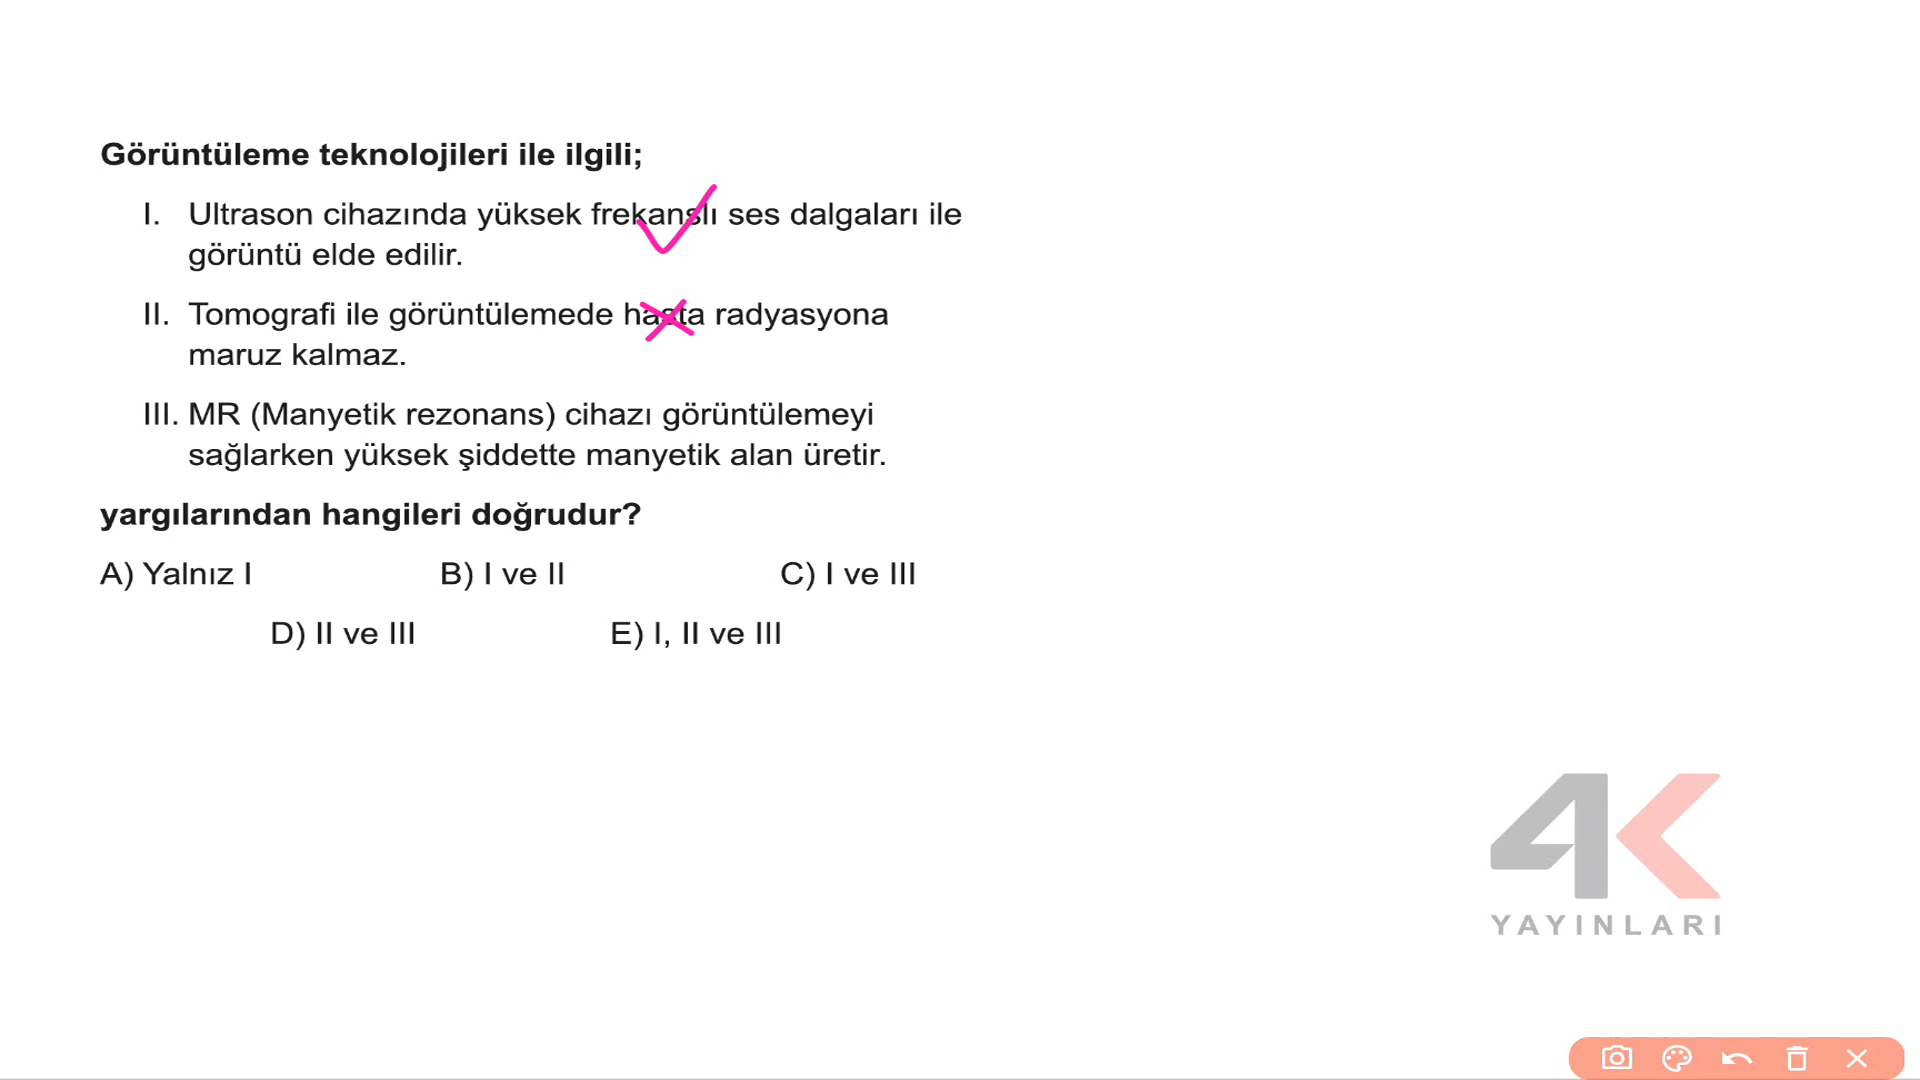 Görüntüleme teknolojileri ile ilgili;
I. Ultrason cihazında yüksek frekanslı ses dalgaları ile
görüntü elde edilir.
II. Tomografi ile görüntülemede hasta radyasyona
maruz kalmaz.
III. MR (Manyetik rezonans) cihazı görüntülemeyi
sağlarken yüksek şiddette manyetik alan üretir.
yargılarından hangileri doğrudur?
A) Yalnız I B) I ve II C) I ve III
D) II ve III E) I, II ve III
4K
YAYINLARI